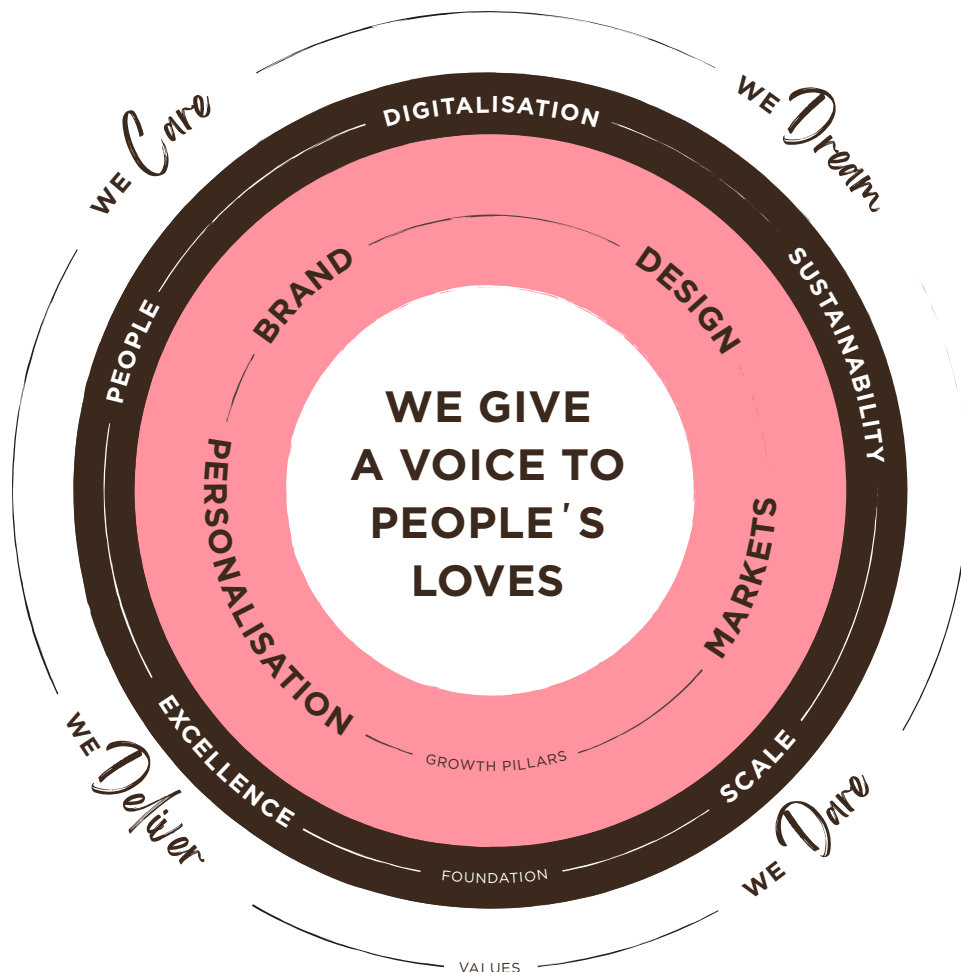 WE Care
WE Dream
DIGITALISATION
PEOPLE
SUSTAINABILITY
BRAND
DESIGN
WE GIVE
A VOICE TO
PEOPLE'S
LOVES
PERSONALISATION
MARKETS
GROWTH PILLARS
EXCELLENCE
SCALE
FOUNDATION
WE Deliver
WE Dare
VALUES